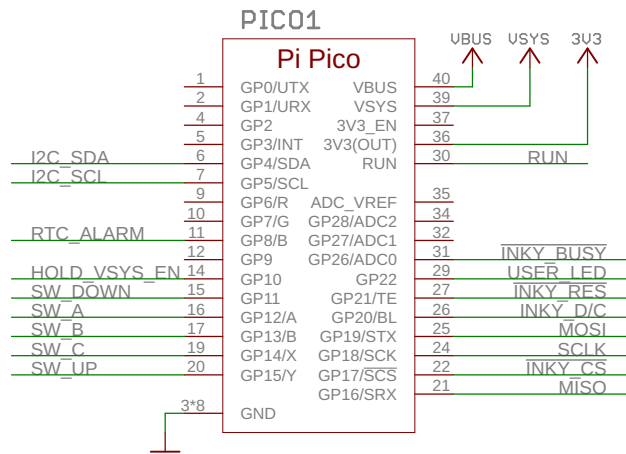 PICO1
VBUS VSYS 3V3
Pi Pico
1 GP0/UTX VBUS 40
2 GP1/URX VSYS 39
4 GP2 3V3_EN 37
5 GP3/INT 3V3(OUT) 36
I2C_SDA 6 GP4/SDA RUN 30 RUN
I2C_SCL 7 GP5/SCL
9 GP6/R ADC_VREF 35
10 GP7/G GP28/ADC2 34
RTC_ALARM 11 GP8/B GP27/ADC1 32
12 GP9 GP26/ADC0 31 INKY_BUSY
HOLD_VSYS_EN 14 GP10 GP22 29 USER_LED
SW_DOWN 15 GP11 GP21/TE 27 INKY_RES
SW_A 16 GP12/A GP20/BL 26 INKY_D/C
SW_B 17 GP13/B GP19/STX 25 MOSI
SW_C 19 GP14/X GP18/SCK 24 SCLK
SW_UP 20 GP15/Y GP17/SCS 22 INKY_CS
GP16/SRX 21 MISO
3*8 GND